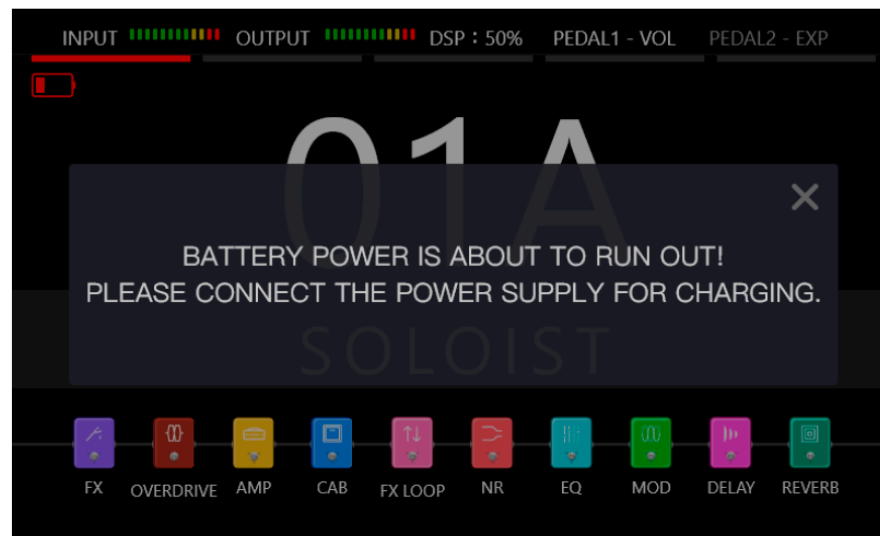 INPUT OUTPUT DSP : 50% PEDAL1 - VOL PEDAL2 - EXP
01A
BATTERY POWER IS ABOUT TO RUN OUT!
PLEASE CONNECT THE POWER SUPPLY FOR CHARGING.
SOLOIST
FX OVERDRIVE AMP CAB FX LOOP NR EQ MOD DELAY REVERB